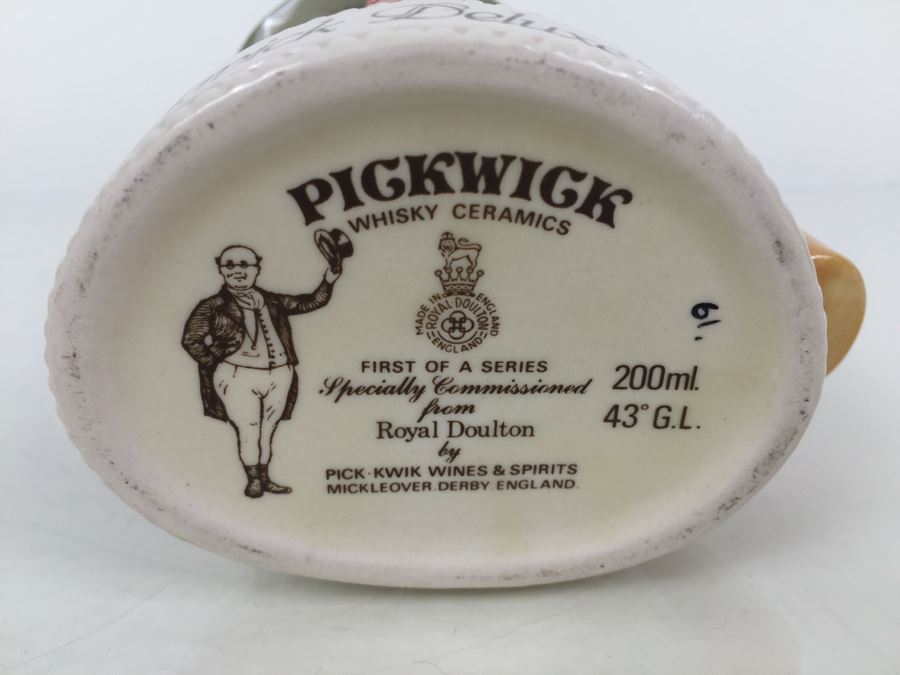 Deluxe
PICKWICK
WHISKY CERAMICS
MADE IN ENGLAND
ROYAL·DOULTON
ENGLAND
FIRST OF A SERIES
Specially Commissioned
from
Royal Doulton
by
PICK·KWIK WINES & SPIRITS
MICKLEOVER.DERBY.ENGLAND.
200ml.
43° G.L.